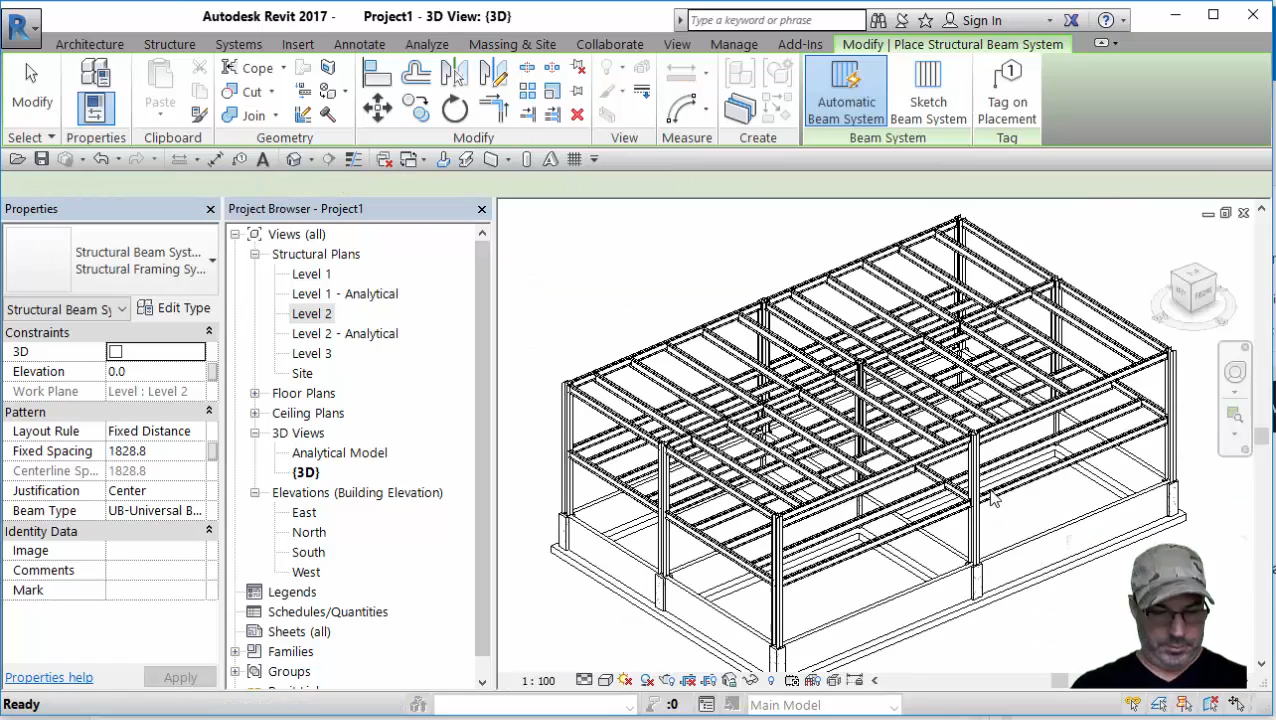 Autodesk Revit 2017 - Project1 - 3D View: {3D}
Type a keyword or phrase
Sign In
Architecture Structure Systems Insert Annotate Analyze Massing & Site Collaborate View Manage Add-Ins Modify | Place Structural Beam System
Modify
Paste
Cope
Cut
Join
Automatic Beam System
Sketch Beam System
Tag on Placement
Select Properties Clipboard Geometry Modify View Measure Create Beam System Tag
Properties
Structural Beam Syst...
Structural Framing Sy...
Structural Beam Sy
Edit Type
Constraints
3D
Elevation 0.0
Work Plane Level : Level 2
Pattern
Layout Rule Fixed Distance
Fixed Spacing 1828.8
Centerline Sp... 1828.8
Justification Center
Beam Type UB-Universal B...
Identity Data
Image
Comments
Mark
Properties help
Apply
Project Browser - Project1
Views (all)
Structural Plans
Level 1
Level 1 - Analytical
Level 2
Level 2 - Analytical
Level 3
Site
Floor Plans
Ceiling Plans
3D Views
Analytical Model
{3D}
Elevations (Building Elevation)
East
North
South
West
Legends
Schedules/Quantities
Sheets (all)
Families
Groups
1 : 100
Ready
:0
Main Model